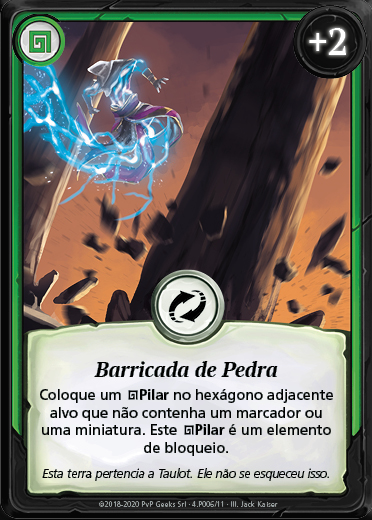 +2
Barricada de Pedra
Coloque um Pilar no hexágono adjacente
alvo que não contenha um marcador ou
uma miniatura. Este Pilar é um elemento
de bloqueio.
Esta terra pertencia a Taulot. Ele não se esqueceu isso.
©2018-2020 PvP Geeks Srl · 4.P006/11 · Ill. Jack Kaiser